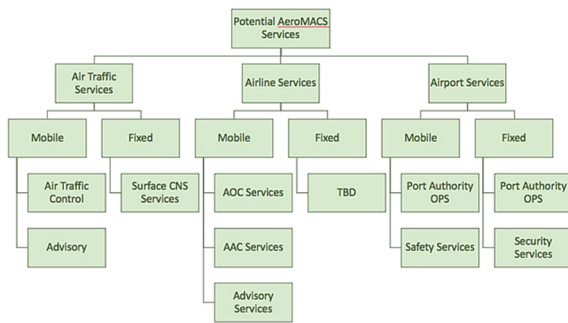 Potential AeroMACS
Services
Air Traffic
Services
Airline Services
Airport Services
Mobile
Fixed
Mobile
Fixed
Mobile
Fixed
Air Traffic
Control
Surface CNS
Services
AOC Services
TBD
Port Authority
OPS
Port Authority
OPS
Advisory
AAC Services
Safety Services
Security
Services
Advisory
Services